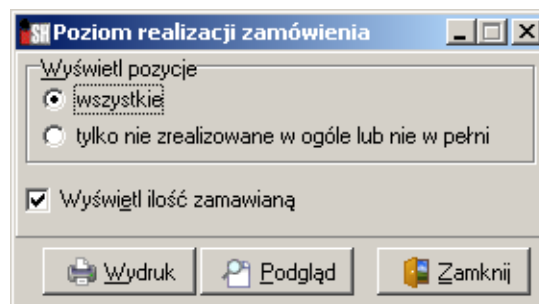 SH Poziom realizacji zamówienia
Wyświetl pozycje
wszystkie
tylko nie zrealizowane w ogóle lub nie w pełni
Wyświetl ilość zamawianą
Wydruk Podgląd Zamknij